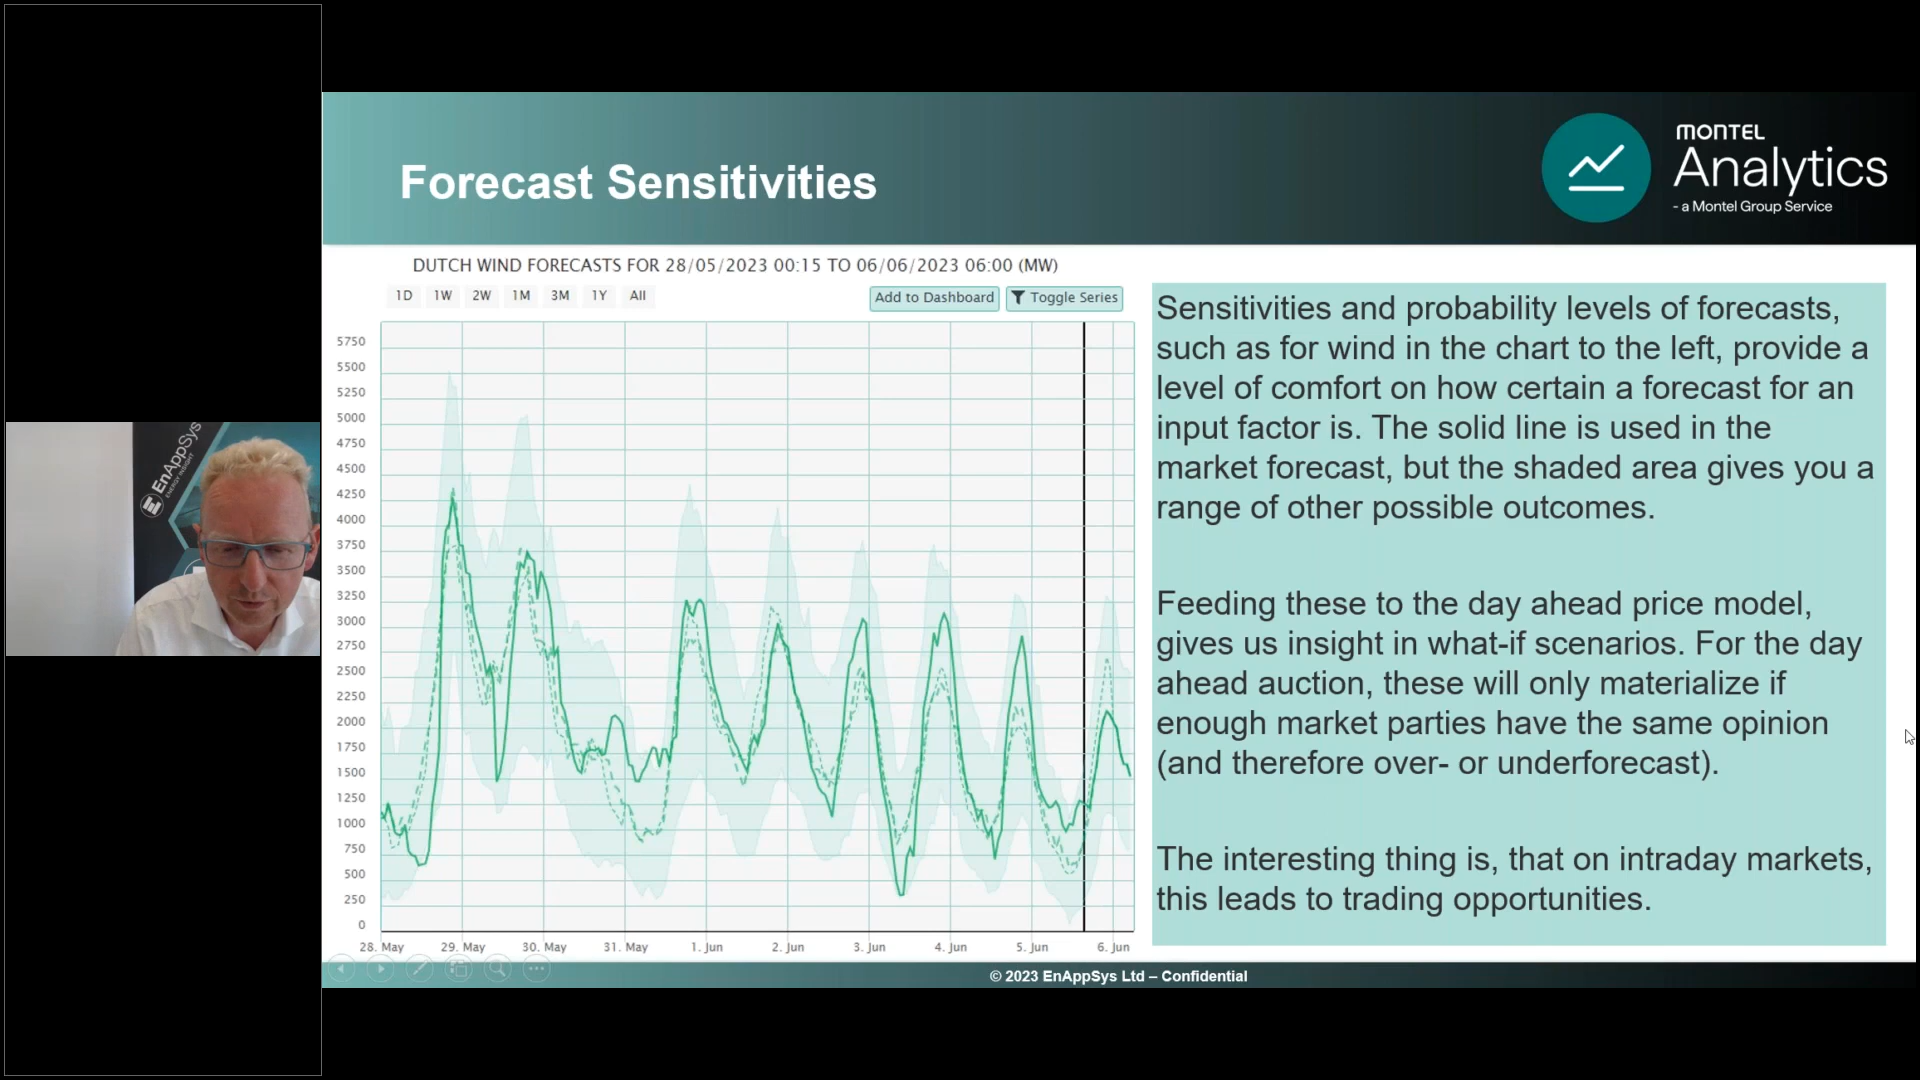 EnAppSys
ENERGY INSIGHT
Forecast Sensitivities
MONTEL
Analytics
- a Montel Group Service
DUTCH WIND FORECASTS FOR 28/05/2023 00:15 TO 06/06/2023 06:00 (MW)
1D 1W 2W 1M 3M 1Y All
Add to Dashboard
Toggle Series
5750
5500
5250
5000
4750
4500
4250
4000
3750
3500
3250
3000
2750
2500
2250
2000
1750
1500
1250
1000
750
500
250
0
28. May 29. May 30. May 31. May 1. Jun 2. Jun 3. Jun 4. Jun 5. Jun 6. Jun
Sensitivities and probability levels of forecasts,
such as for wind in the chart to the left, provide a
level of comfort on how certain a forecast for an
input factor is. The solid line is used in the
market forecast, but the shaded area gives you a
range of other possible outcomes.
Feeding these to the day ahead price model,
gives us insight in what-if scenarios. For the day
ahead auction, these will only materialize if
enough market parties have the same opinion
(and therefore over- or underforecast).
The interesting thing is, that on intraday markets,
this leads to trading opportunities.
© 2023 EnAppSys Ltd – Confidential